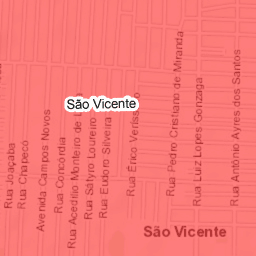 São Vicente
Rua Joaçaba
Rua Chapecó
Avenida Campos Novos
Rua Concórdia
Rua Acedrilo Monteiro de
Rua Sátyro Loureiro
Rua Eudoro Silveira
Rua Érico Veríssimo
Rua Pedro Cristiano de Miranda
Rua Luiz Lopes Gonzaga
Rua Antônio Ayres dos Santos
São Vicente